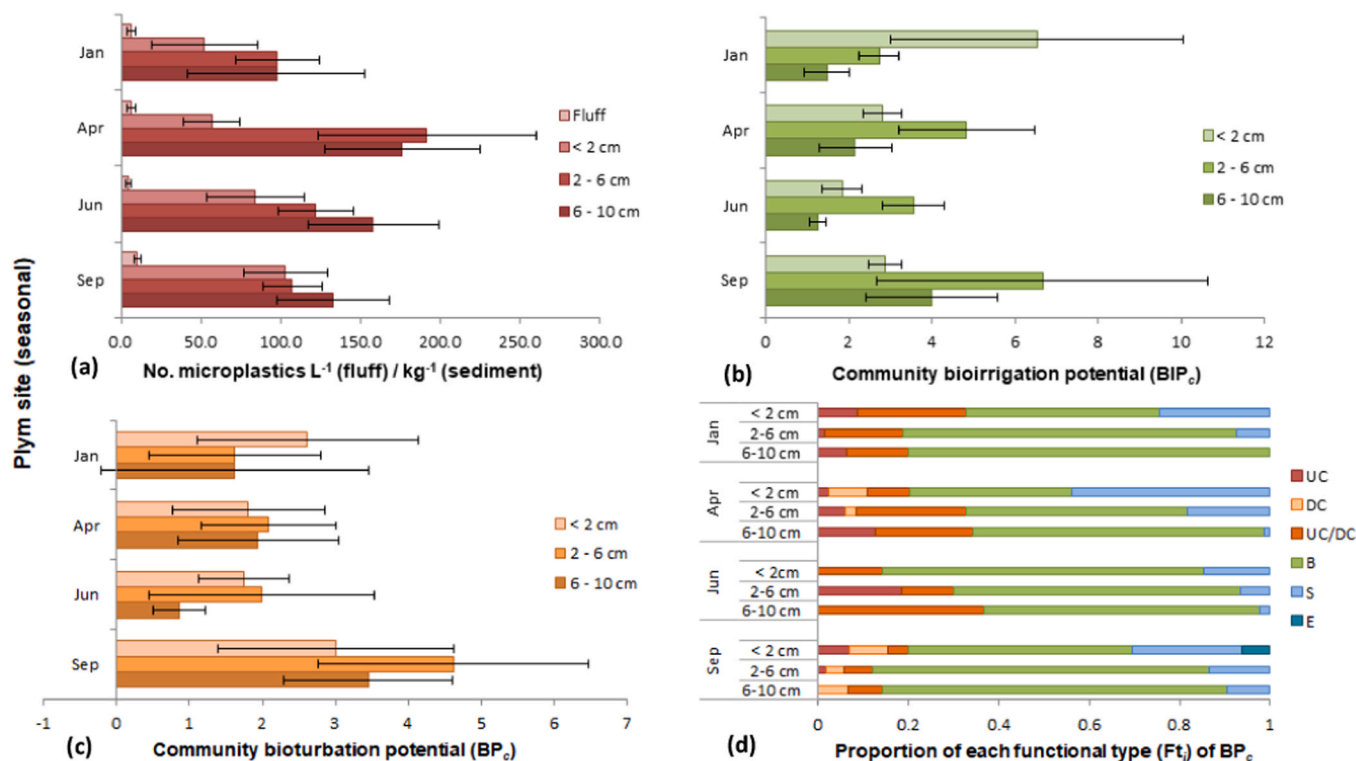 Plym site (seasonal)
Jan
Apr
Jun
Sep
Fluff
< 2 cm
2 - 6 cm
6 - 10 cm
0.0 50.0 100.0 150.0 200.0 250.0 300.0
(a)
No. microplastics L⁻¹ (fluff) / kg⁻¹ (sediment)
Jan
Apr
Jun
Sep
< 2 cm
2 - 6 cm
6 - 10 cm
0 2 4 6 8 10 12
(b)
Community bioirrigation potential (BIPc)
Jan
Apr
Jun
Sep
< 2 cm
2 - 6 cm
6 - 10 cm
-1 0 1 2 3 4 5 6 7
(c)
Community bioturbation potential (BPc)
Jan
< 2 cm
2-6 cm
6-10 cm
Apr
< 2 cm
2-6 cm
6-10 cm
Jun
< 2cm
2-6 cm
6-10 cm
Sep
< 2 cm
2-6 cm
6-10 cm
UC
DC
UC/DC
B
S
E
0 0.2 0.4 0.6 0.8 1
(d)
Proportion of each functional type (Ftᵢ) of BPc